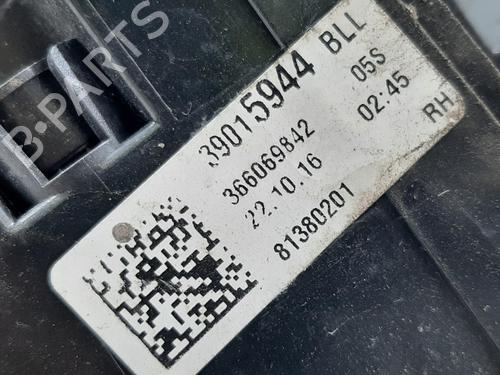 39015944 BLL
366069842 05S
22.10.16 02:45
81380201 RH
B-PARTS